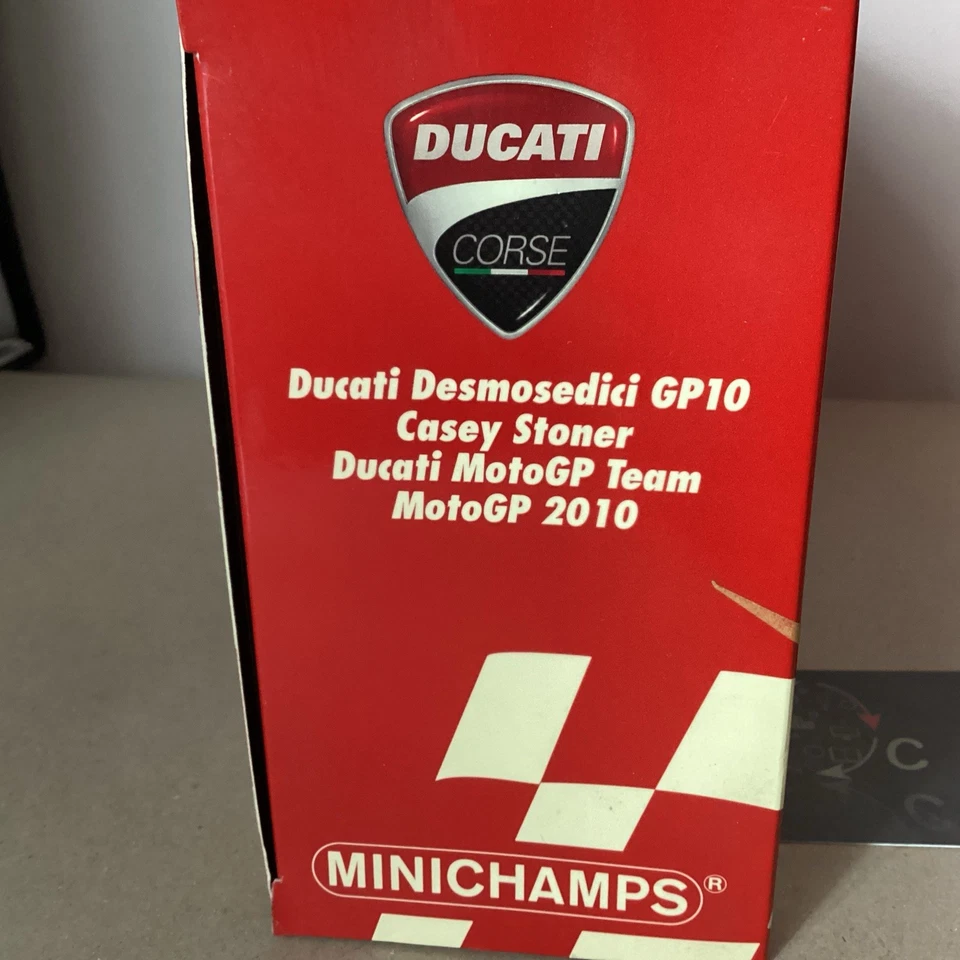 DUCATI
CORSE
Ducati Desmosedici GP10
Casey Stoner
Ducati MotoGP Team
MotoGP 2010
MINICHAMPS®
C
G